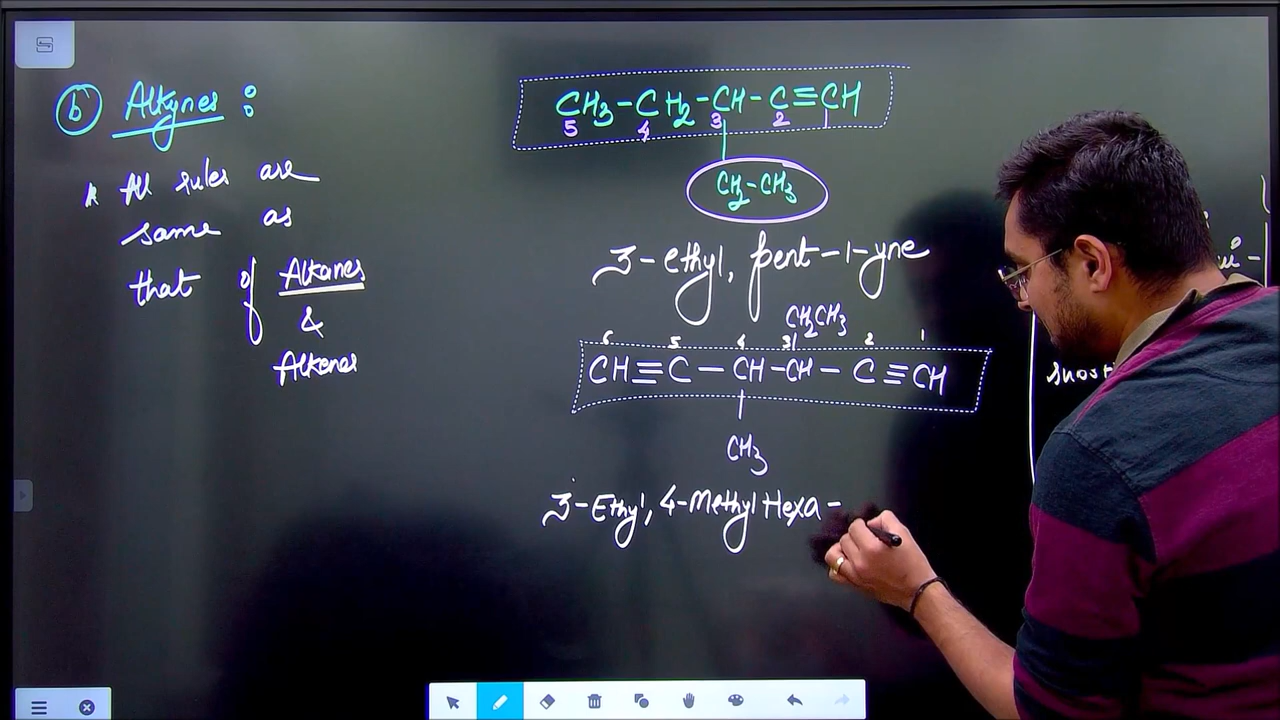 b Alkynes :
* All rules are
same as
that of Alkanes
&
Alkenes
CH3-CH2-CH-C≡CH
5 4 3 2 1
CH2-CH3
3-ethyl, pent-1-yne
CH2CH3
6 5 4 3 2 1
CH≡C-CH-CH-C≡CH
CH3
3-Ethyl, 4-Methyl Hexa-